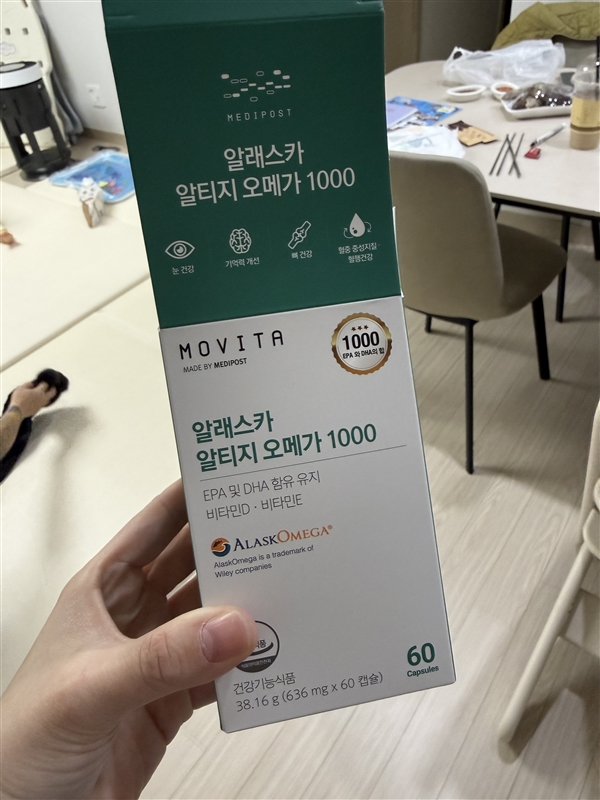 MEDIPOST
알래스카
알티지 오메가 1000
눈 건강
기억력 개선
뼈 건강
혈중 중성지질·
혈행건강
MOVITA
MADE BY MEDIPOST
1000
EPA 와 DHA의 합
알래스카
알티지 오메가 1000
EPA 및 DHA 함유 유지
비타민D · 비타민E
ALASKOMEGA®
AlaskOmega is a trademark of
Wiley companies
건강기능식품
38.16 g (636 mg x 60 캡슐)
60
Capsules